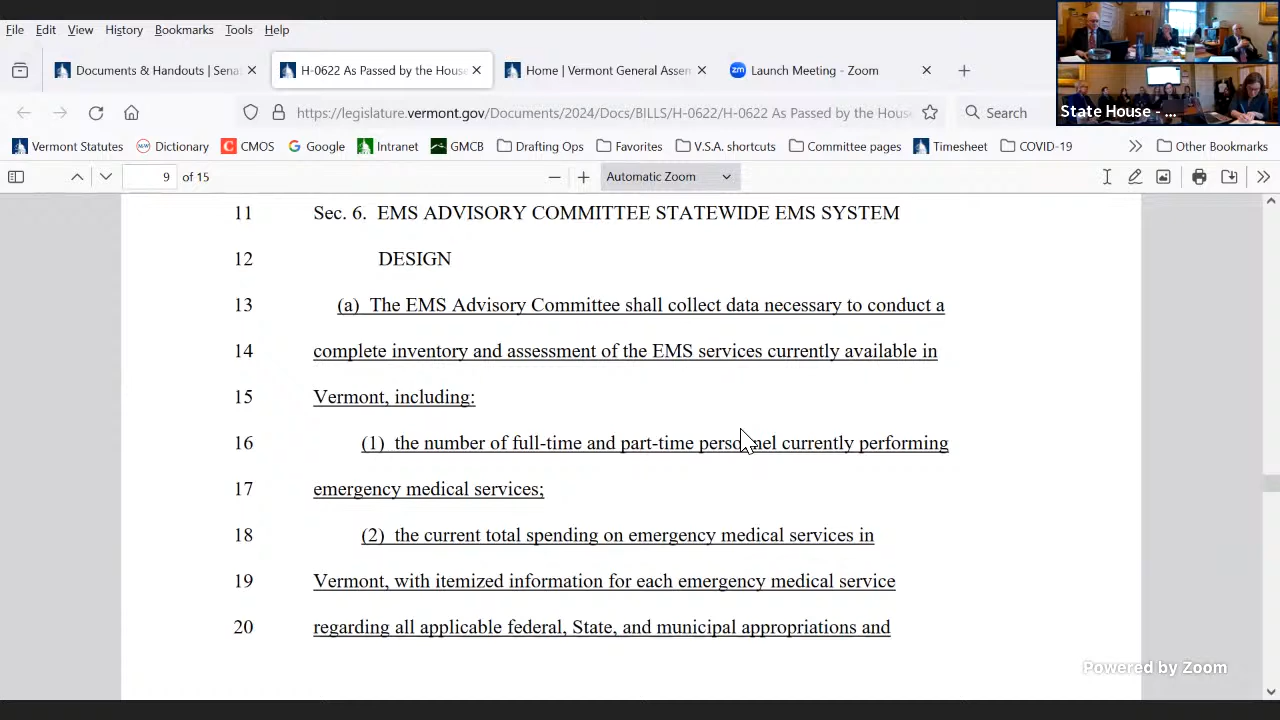 File Edit View History Bookmarks Tools Help
Documents & Handouts | Sena
H-0622 As Passed by the House
Home | Vermont General Assem
Launch Meeting - Zoom
https://legislature.vermont.gov/Documents/2024/Docs/BILLS/H-0622/H-0622 As Passed by the Hous
Search
State House - ...
Vermont Statutes Dictionary CMOS Google Intranet GMCB Drafting Ops Favorites V.S.A. shortcuts Committee pages Timesheet COVID-19 Other Bookmarks
9 of 15 Automatic Zoom
11 Sec. 6. EMS ADVISORY COMMITTEE STATEWIDE EMS SYSTEM
12 DESIGN
13 (a) The EMS Advisory Committee shall collect data necessary to conduct a
14 complete inventory and assessment of the EMS services currently available in
15 Vermont, including:
16 (1) the number of full-time and part-time personnel currently performing
17 emergency medical services;
18 (2) the current total spending on emergency medical services in
19 Vermont, with itemized information for each emergency medical service
20 regarding all applicable federal, State, and municipal appropriations and
Powered by Zoom